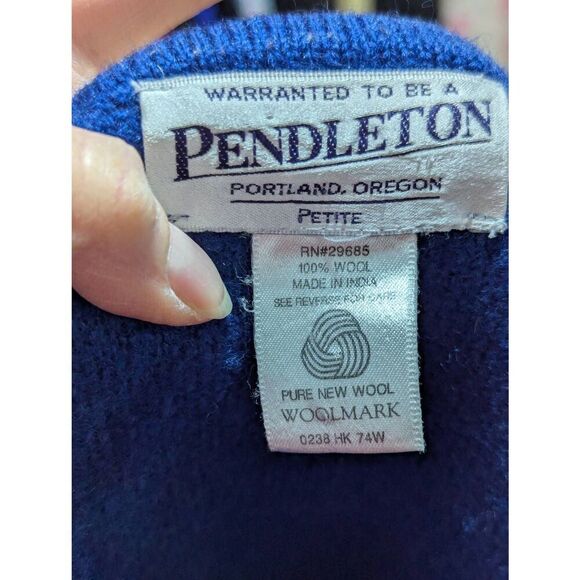 WARRANTED TO BE A
PENDLETON
PORTLAND, OREGON
PETITE
RN#29685
100% WOOL
MADE IN INDIA
SEE REVERSE FOR CARE
PURE NEW WOOL
WOOLMARK
0238 HK 74W